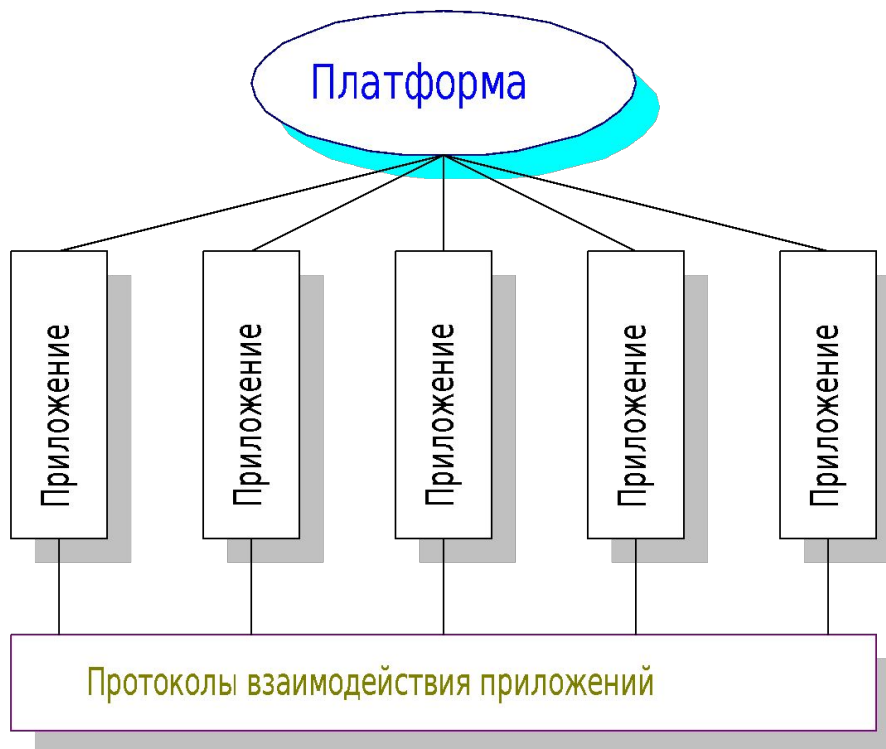 Платформа
Приложение
Приложение
Приложение
Приложение
Приложение
Протоколы взаимодействия приложений